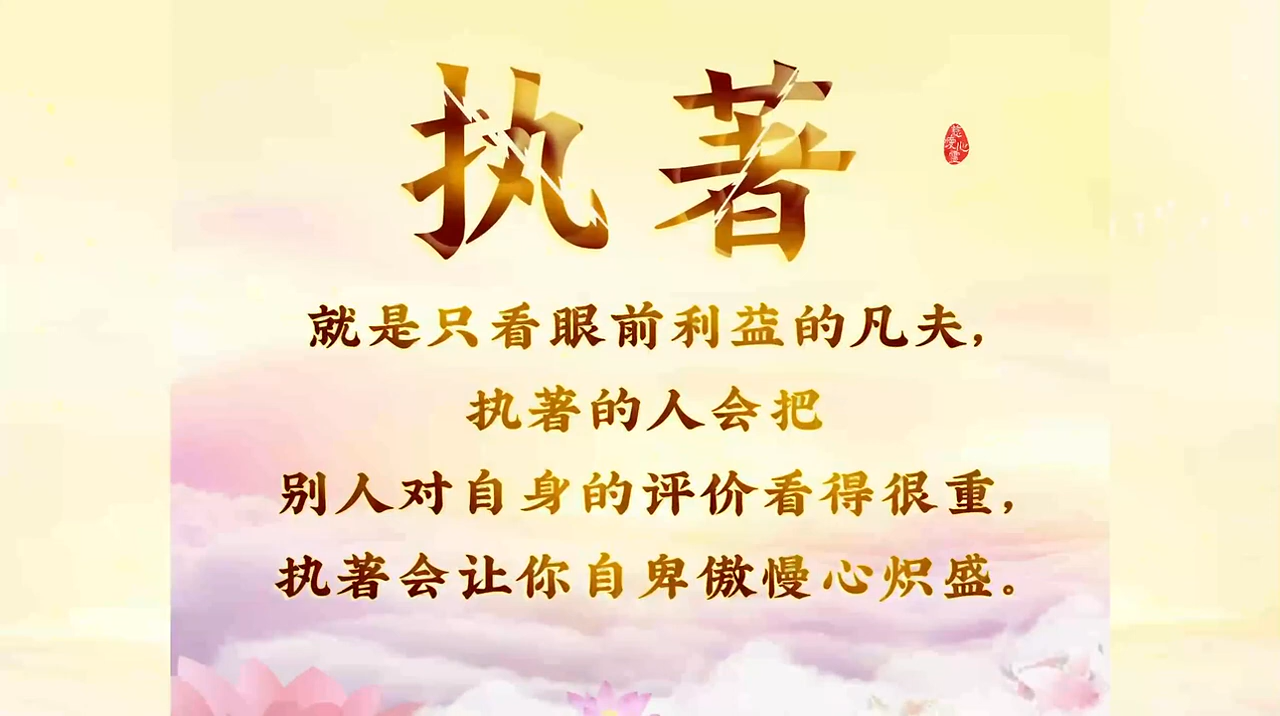 执著
就是只看眼前利益的凡夫，
执著的人会把
别人对自身的评价看得很重，
执著会让你自卑傲慢心炽盛。